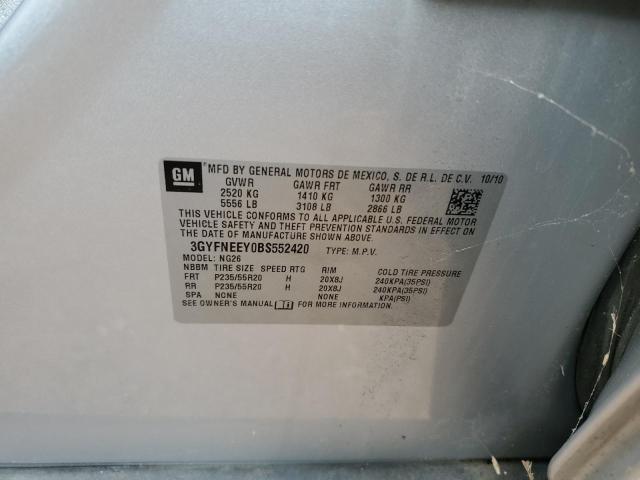 GM MFD BY GENERAL MOTORS DE MEXICO, S. DE R.L. DE C.V. 10/10
GVWR GAWR FRT GAWR RR
2520 KG 1410 KG 1300 KG
5556 LB 3108 LB 2866 LB
THIS VEHICLE CONFORMS TO ALL APPLICABLE U.S. FEDERAL MOTOR
VEHICLE SAFETY AND THEFT PREVENTION STANDARDS IN EFFECT ON
THE DATE OF MANUFACTURE SHOWN ABOVE.
3GYFNEEY0BS552420 TYPE: M.P.V.
MODEL: NG26
NBBM TIRE SIZE SPEED RTG RIM COLD TIRE PRESSURE
FRT P235/55R20 H 20X8J 240KPA(35PSI)
RR P235/55R20 H 20X8J 240KPA(35PSI)
SPA NONE NONE KPA(PSI)
SEE OWNER'S MANUAL FOR MORE INFORMATION.